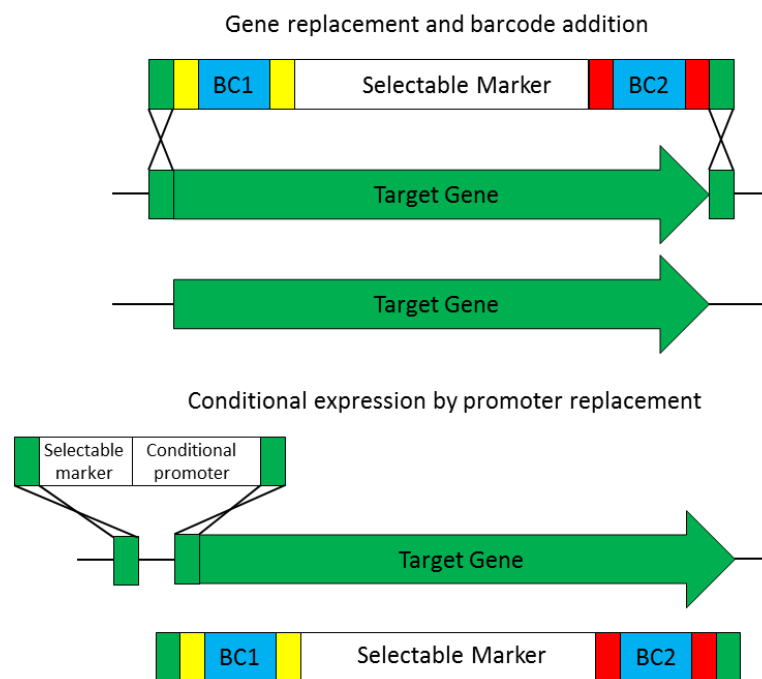 Gene replacement and barcode addition
BC1 Selectable Marker BC2
Target Gene
Target Gene
Conditional expression by promoter replacement
Selectable Conditional
marker promoter
Target Gene
BC1 Selectable Marker BC2